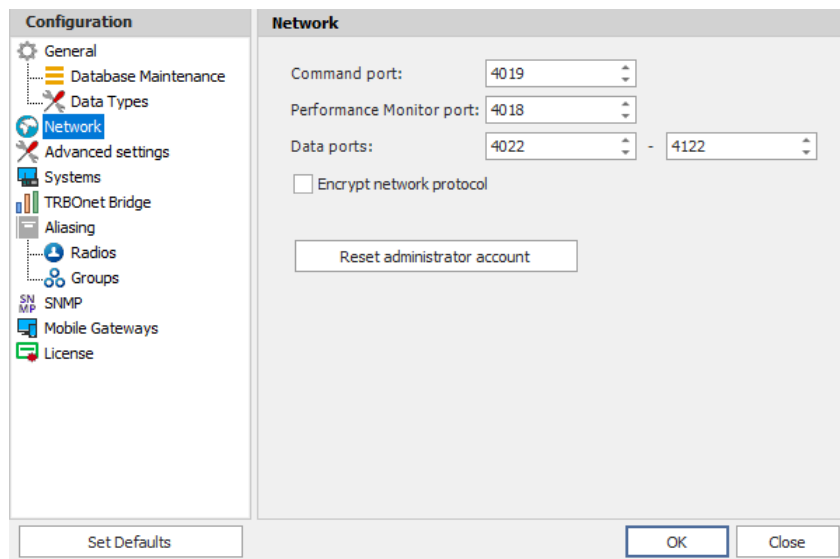 Configuration
General
Database Maintenance
Data Types
Network
Advanced settings
Systems
TRBOnet Bridge
Aliasing
Radios
Groups
SN
MP SNMP
Mobile Gateways
License
Network
Command port: 4019
Performance Monitor port: 4018
Data ports: 4022 - 4122
Encrypt network protocol
Reset administrator account
Set Defaults
OK
Close